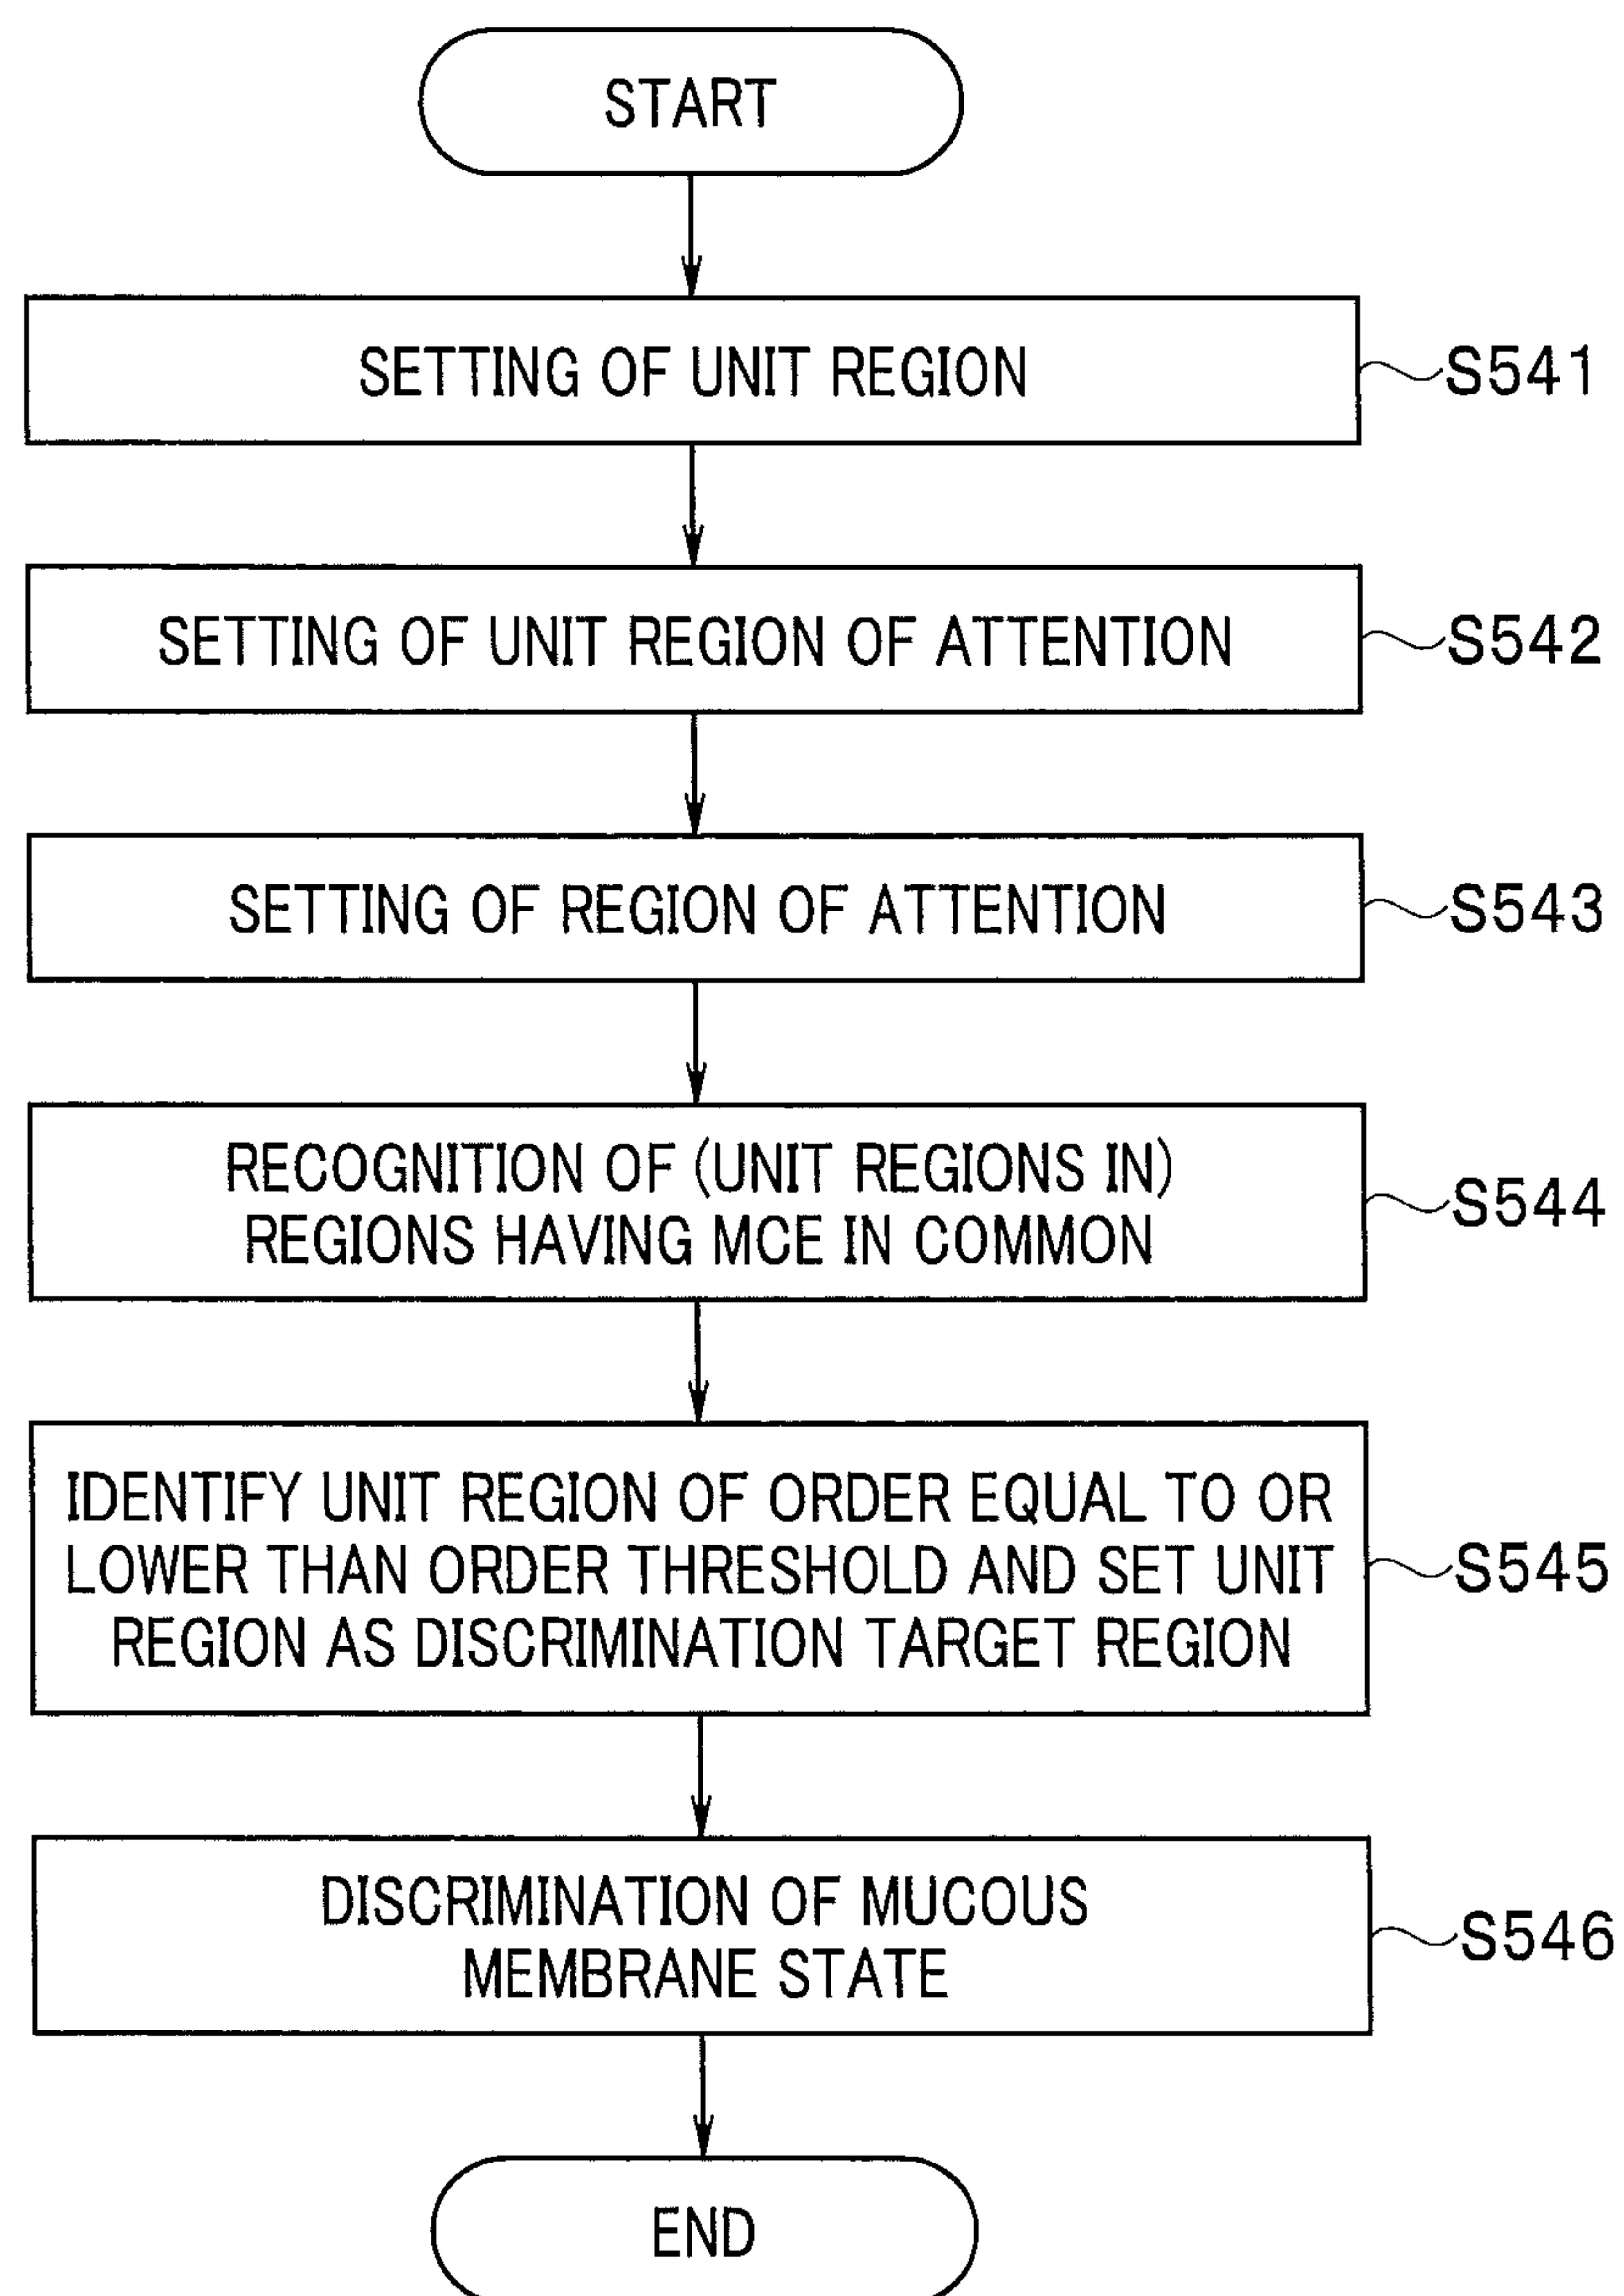 START
SETTING OF UNIT REGION
S541
SETTING OF UNIT REGION OF ATTENTION
S542
SETTING OF REGION OF ATTENTION
S543
RECOGNITION OF (UNIT REGIONS IN)
REGIONS HAVING MCE IN COMMON
S544
IDENTIFY UNIT REGION OF ORDER EQUAL TO OR
LOWER THAN ORDER THRESHOLD AND SET UNIT
REGION AS DISCRIMINATION TARGET REGION
S545
DISCRIMINATION OF MUCOUS
MEMBRANE STATE
S546
END